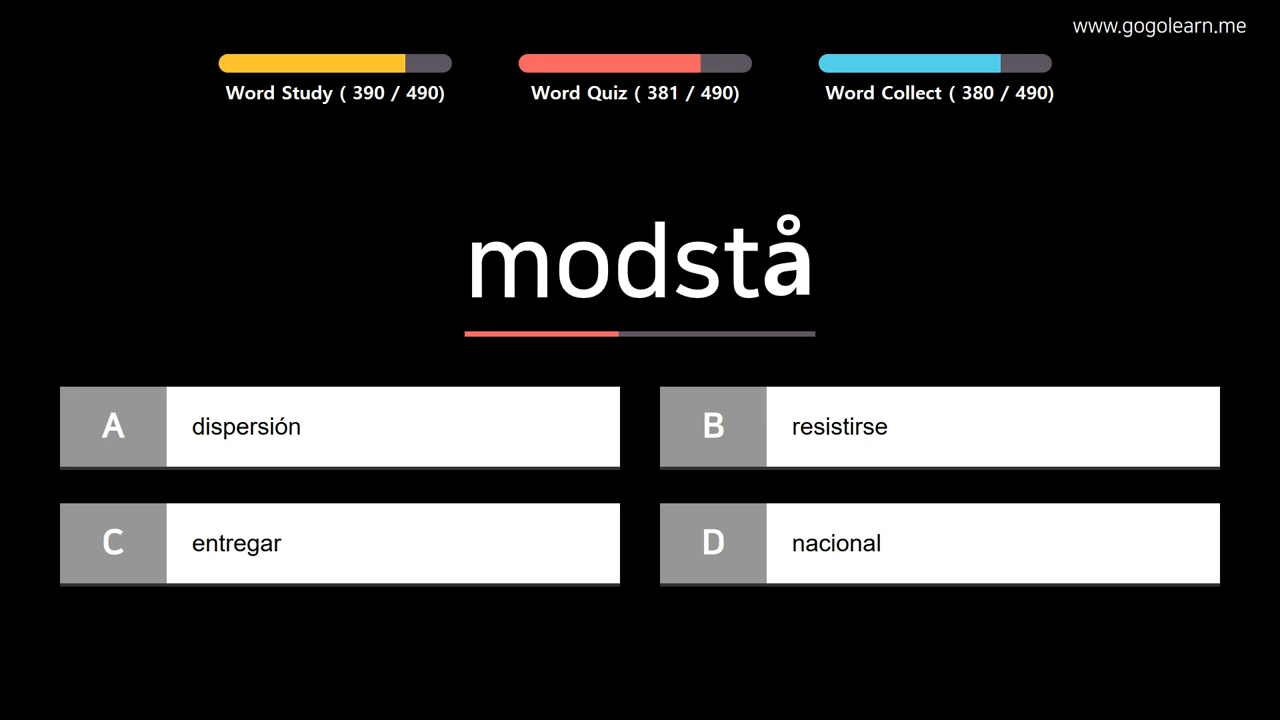 www.gogolearn.me
Word Study ( 390 / 490)
Word Quiz ( 381 / 490)
Word Collect ( 380 / 490)
modstå
A
dispersión
B
resistirse
C
entregar
D
nacional